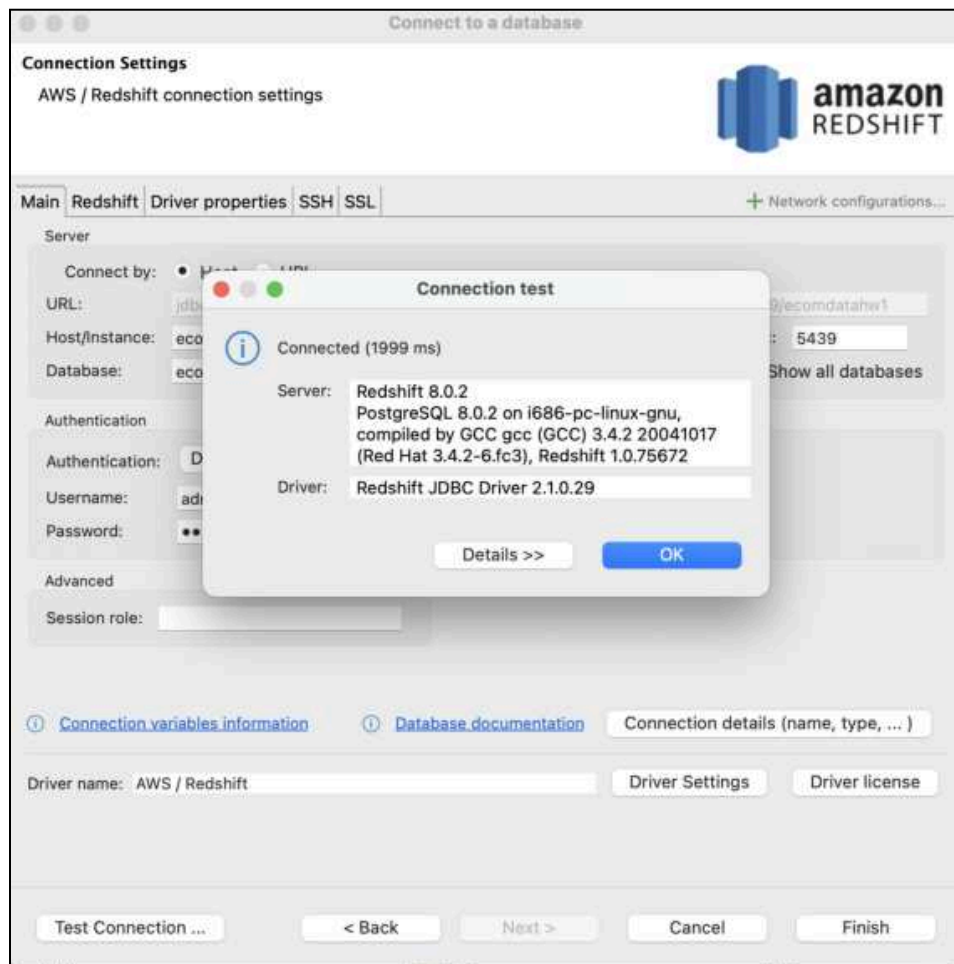 Connect to a database
Connection Settings
AWS / Redshift connection settings
amazon
REDSHIFT
Main Redshift Driver properties SSH SSL
Network configurations...
Server
Connect by:
URL:
9/ecomdatahw1
Host/Instance: eco
5439
Database: eco
Show all databases
Authentication
Authentication: D
Username: adm
Password: ••
Advanced
Session role:
Connection test
Connected (1999 ms)
Server: Redshift 8.0.2
PostgreSQL 8.0.2 on i686-pc-linux-gnu,
compiled by GCC gcc (GCC) 3.4.2 20041017
(Red Hat 3.4.2-6.fc3), Redshift 1.0.75672
Driver: Redshift JDBC Driver 2.1.0.29
Details >> OK
Connection variables information Database documentation Connection details (name, type, ... )
Driver name: AWS / Redshift Driver Settings Driver license
Test Connection ... < Back Next > Cancel Finish